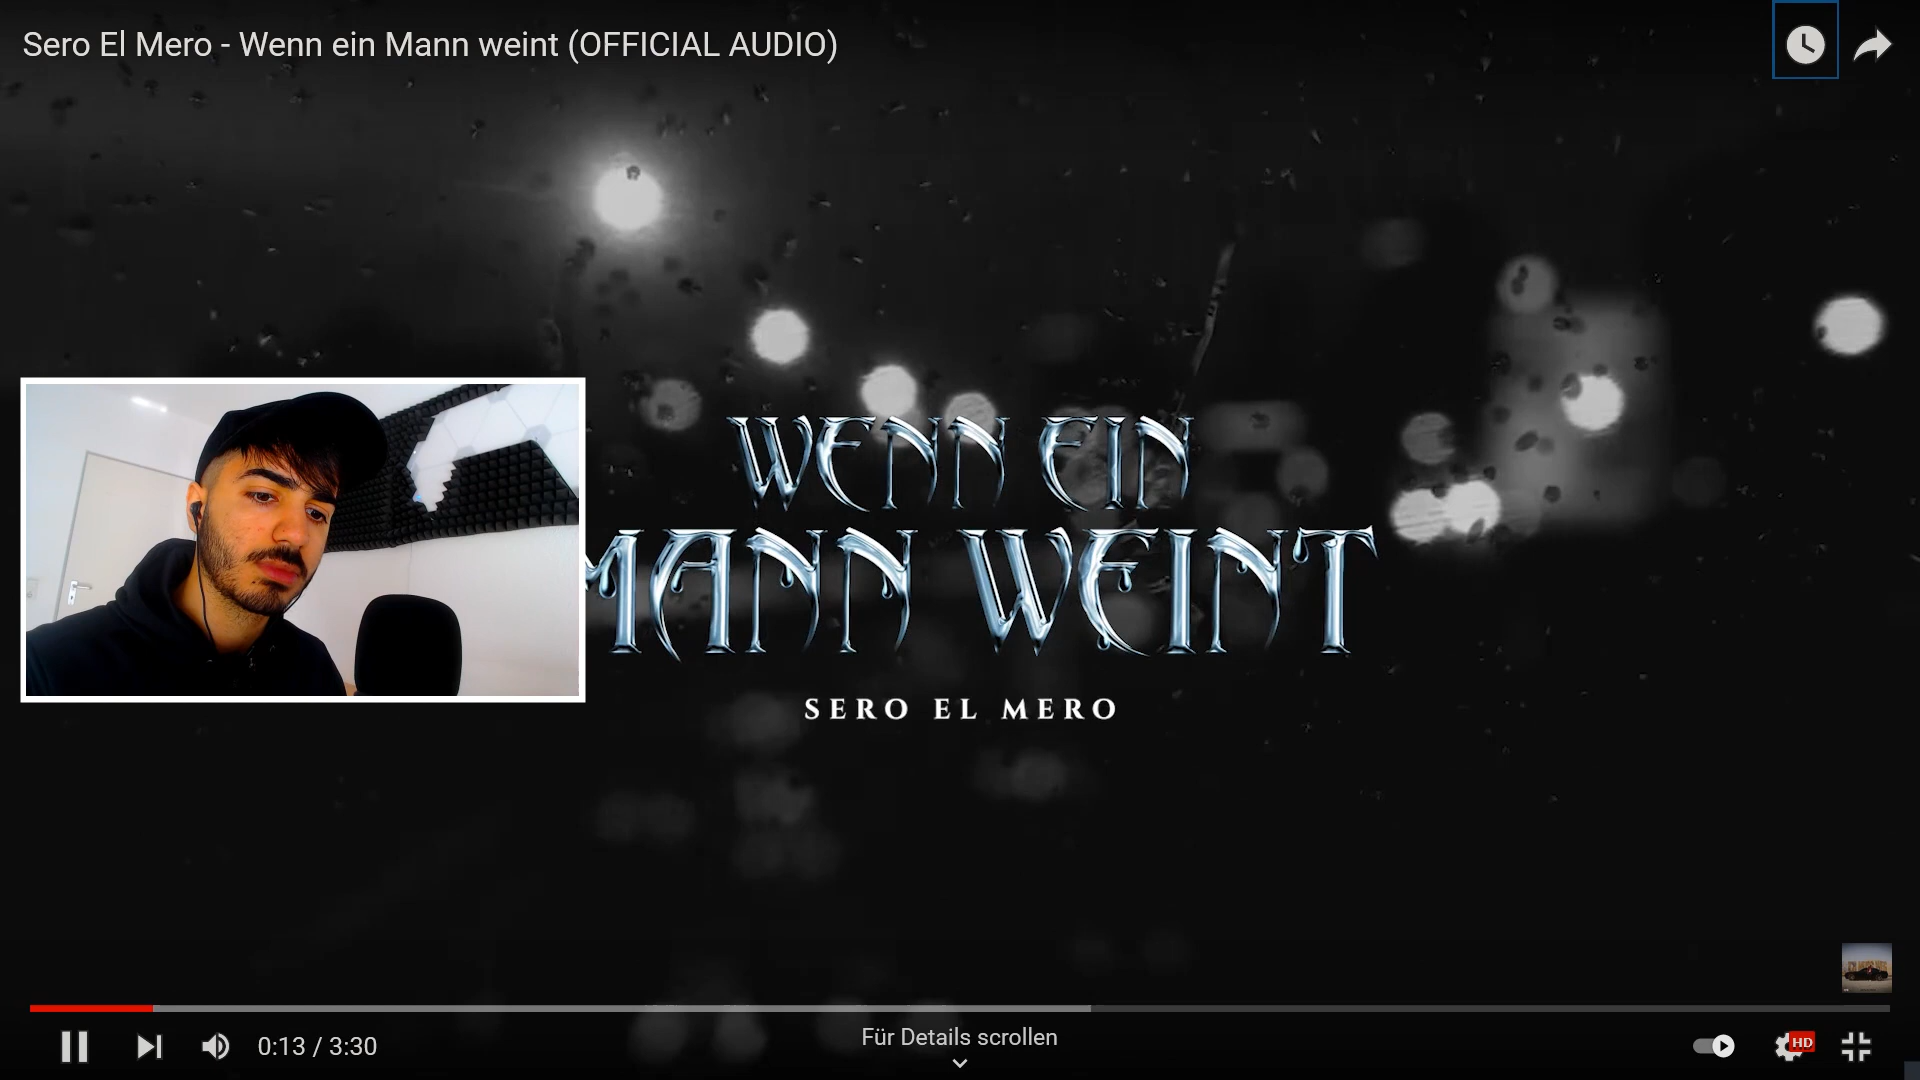 Sero El Mero - Wenn ein Mann weint (OFFICIAL AUDIO)
WENN EIN
MANN WEINT
SERO EL MERO
0:13 / 3:30
Für Details scrollen
HD